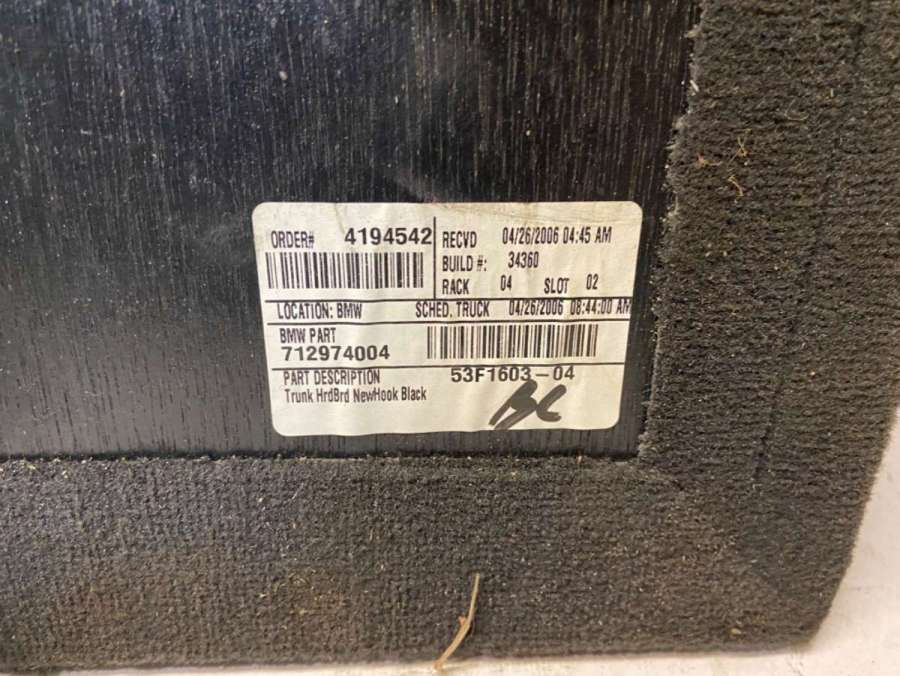 ORDER# 4194542
RECVD 04/26/2006 04:45 AM
BUILD #: 34360
RACK 04 SLOT 02
LOCATION: BMW SCHED. TRUCK 04/26/2006 08:44:00 AM
BMW PART
712974004
PART DESCRIPTION 53F1603-04
Trunk HrdBrd NewHook Black